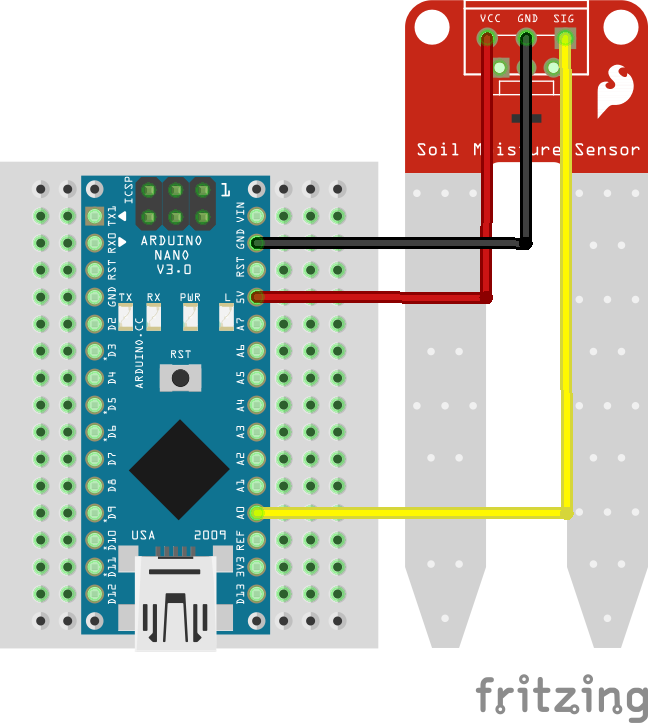 VCC GND SIG
Soil Moisture Sensor
ICSP
1
ARDUINO
NANO
V3.0
TX1
RX0
RST
GND
D2
D3
D4
D5
D6
D7
D8
D9
D10
D11
D12
VIN
GND
RST
5V
A7
A6
A5
A4
A3
A2
A1
A0
REF
3V3
D13
TX RX PWR L
ARDUINO.CC
RST
USA 2009
fritzing